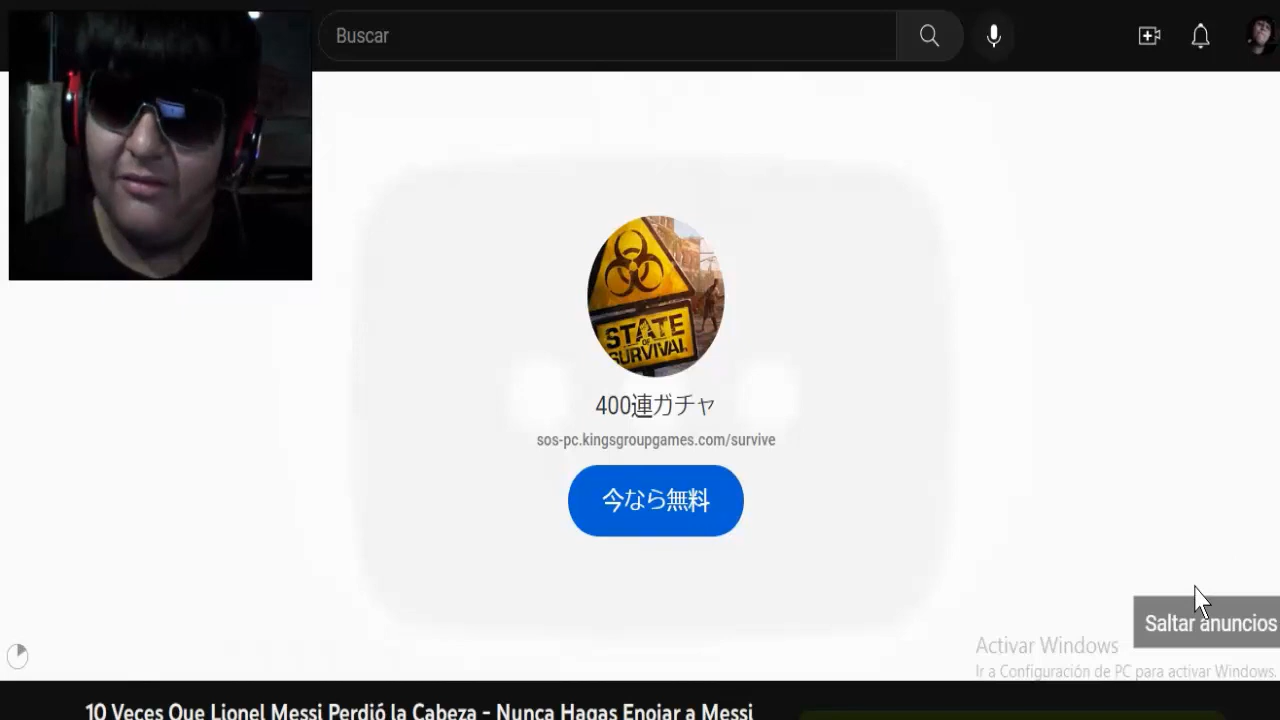 Buscar
STATE
OF
SURVIVAL
400連ガチャ
sos-pc.kingsgroupgames.com/survive
今なら無料
Saltar anuncios
Activar Windows
Ir a Configuración de PC para activar Windows.
10 Veces Que Lionel Messi Perdió la Cabeza - Nunca Hagas Enojar a Messi